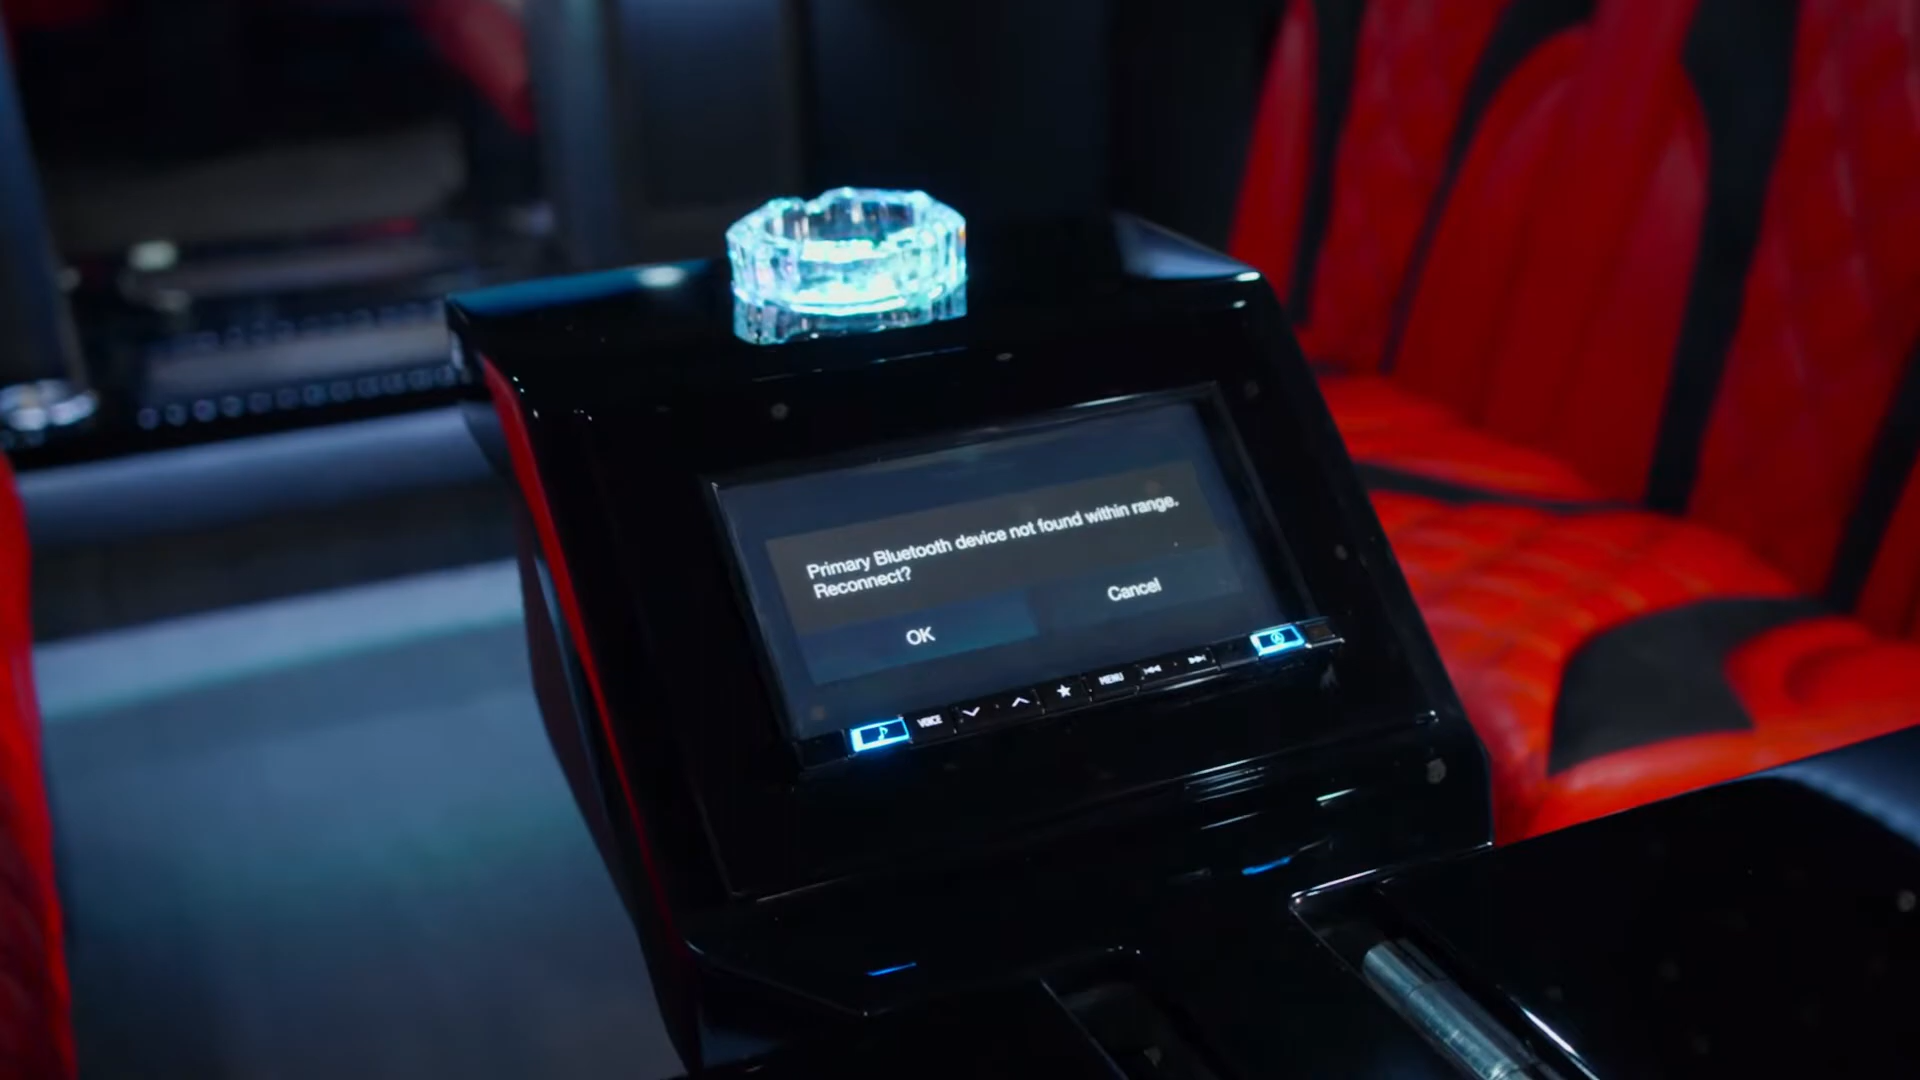 Primary Bluetooth device not found within range.
Reconnect?
OK
Cancel
VOICE
MENU